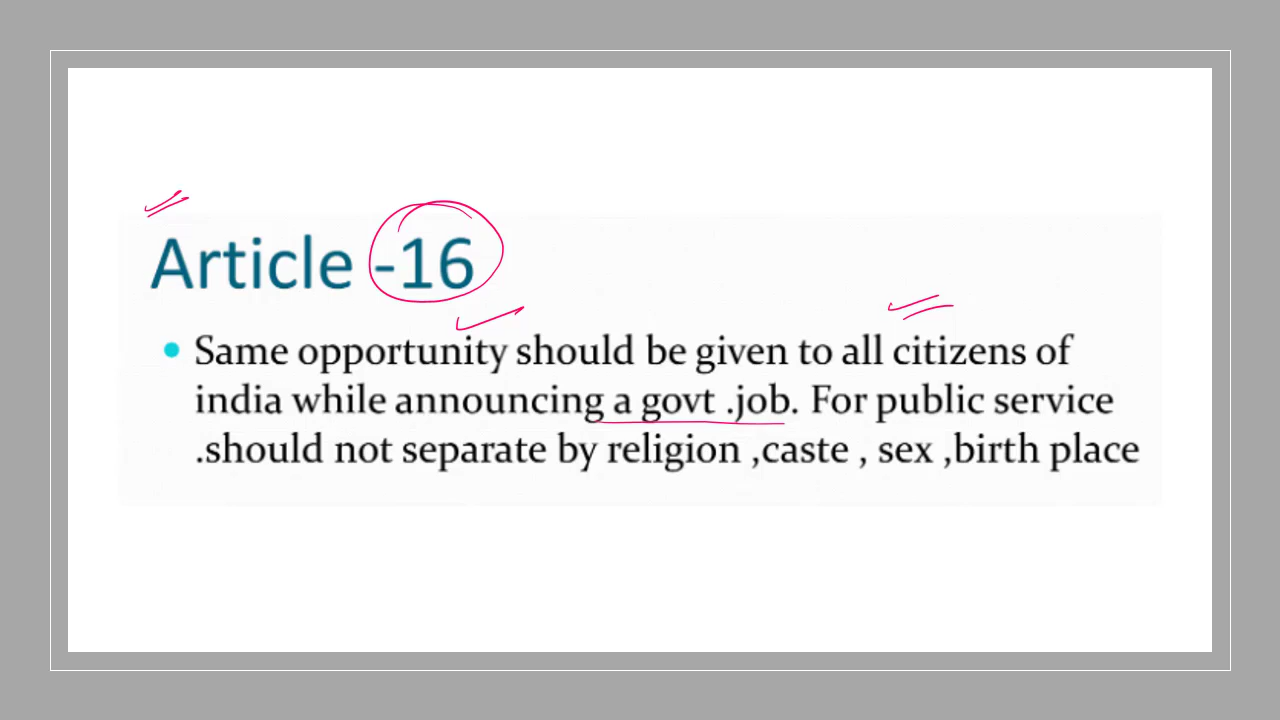 Article -16
Same opportunity should be given to all citizens of
india while announcing a govt .job. For public service
.should not separate by religion ,caste , sex ,birth place